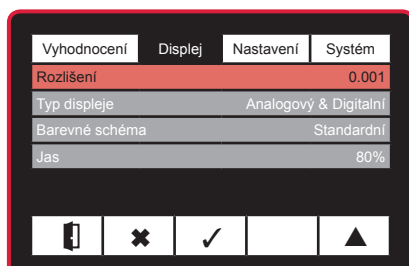 Vyhodnocení Displej Nastavení Systém
Rozlišení 0.001
Typ displeje Analogový & Digitalní
Barevné schéma Standardní
Jas 80%